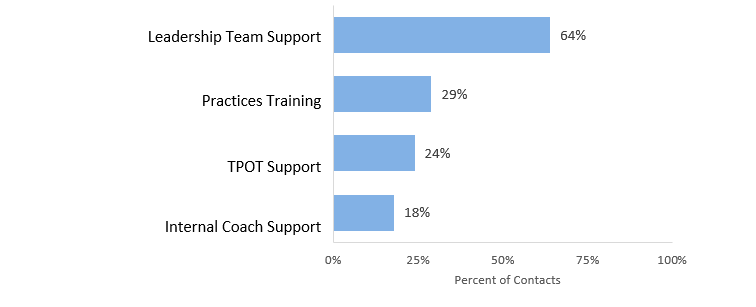 Leadership Team Support 64%
Practices Training 29%
TPOT Support 24%
Internal Coach Support 18%
0% 25% 50% 75% 100%
Percent of Contacts